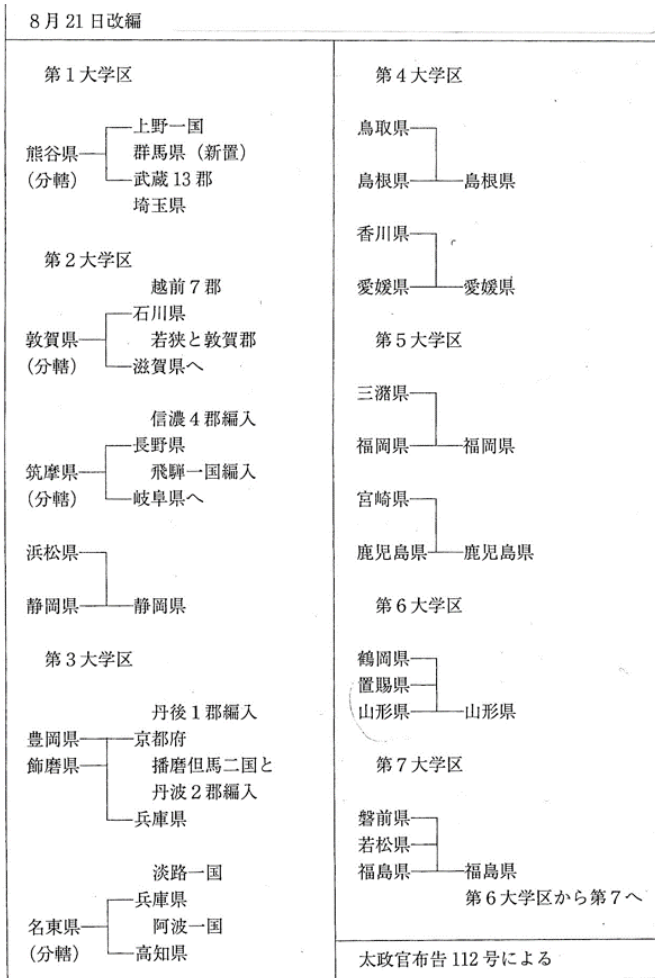 8月21日改編
第1大学区
上野一国
熊谷県
群馬県（新置）
(分轄)
武蔵13郡
埼玉県
第2大学区
越前7郡
石川県
敦賀県
若狭と敦賀郡
(分轄)
滋賀県へ
信濃4郡編入
長野県
筑摩県
飛騨一国編入
(分轄)
岐阜県へ
浜松県
静岡県
静岡県
第3大学区
丹後1郡編入
豊岡県
京都府
飾磨県
播磨但馬二国と
丹波2郡編入
兵庫県
淡路一国
兵庫県
名東県
阿波一国
(分轄)
高知県
第4大学区
鳥取県
島根県
島根県
香川県
愛媛県
愛媛県
第5大学区
三潴県
福岡県
福岡県
宮崎県
鹿児島県
鹿児島県
第6大学区
鶴岡県
置賜県
山形県
山形県
第7大学区
磐前県
若松県
福島県
福島県
第6大学区から第7へ
太政官布告112号による